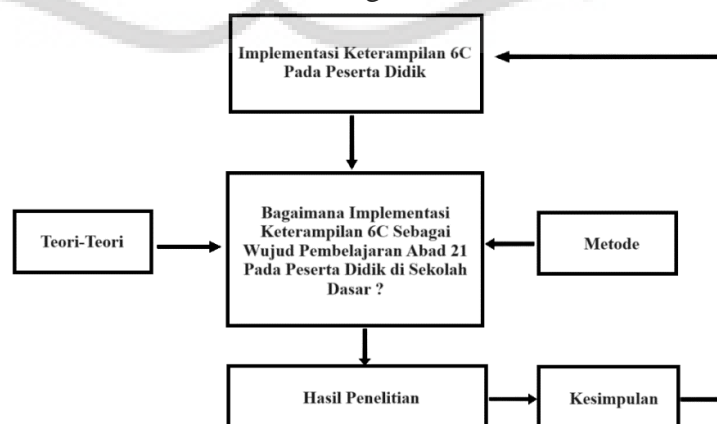 Implementasi Keterampilan 6C
Pada Peserta Didik
Teori-Teori
Bagaimana Implementasi
Keterampilan 6C Sebagai
Wujud Pembelajaran Abad 21
Pada Peserta Didik di Sekolah
Dasar ?
Metode
Hasil Penelitian
Kesimpulan